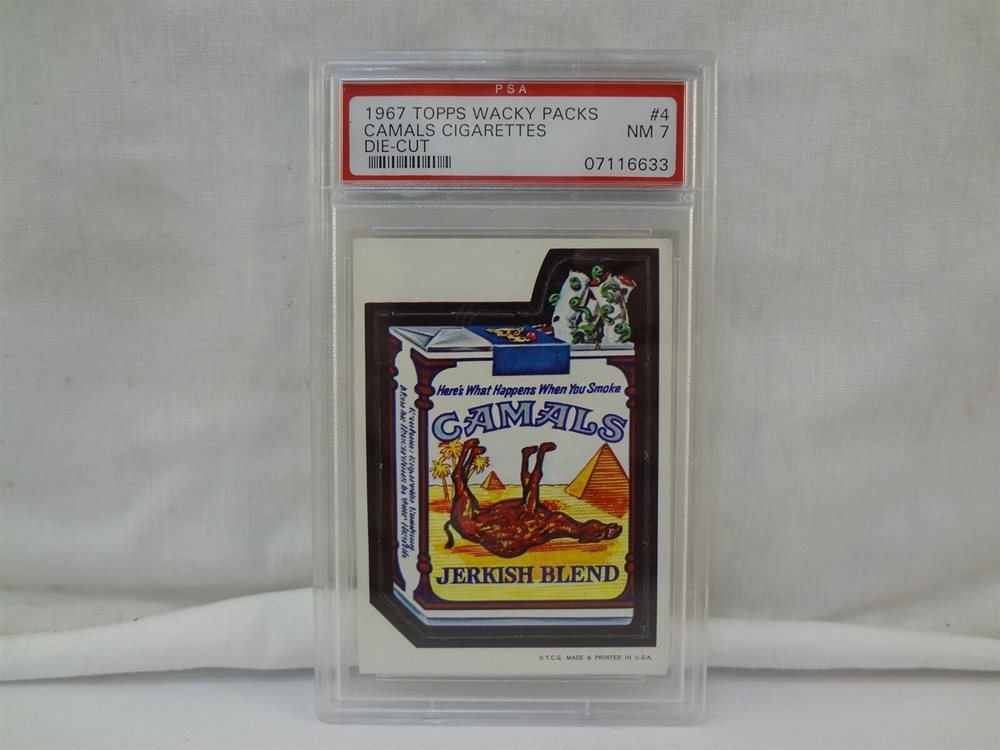 PSA
1967 TOPPS WACKY PACKS #4
CAMALS CIGARETTES NM 7
DIE-CUT
07116633
Here's What Happens When You Smoke
CAMALS
JERKISH BLEND
© T.C.G. MADE & PRINTED IN U.S.A.